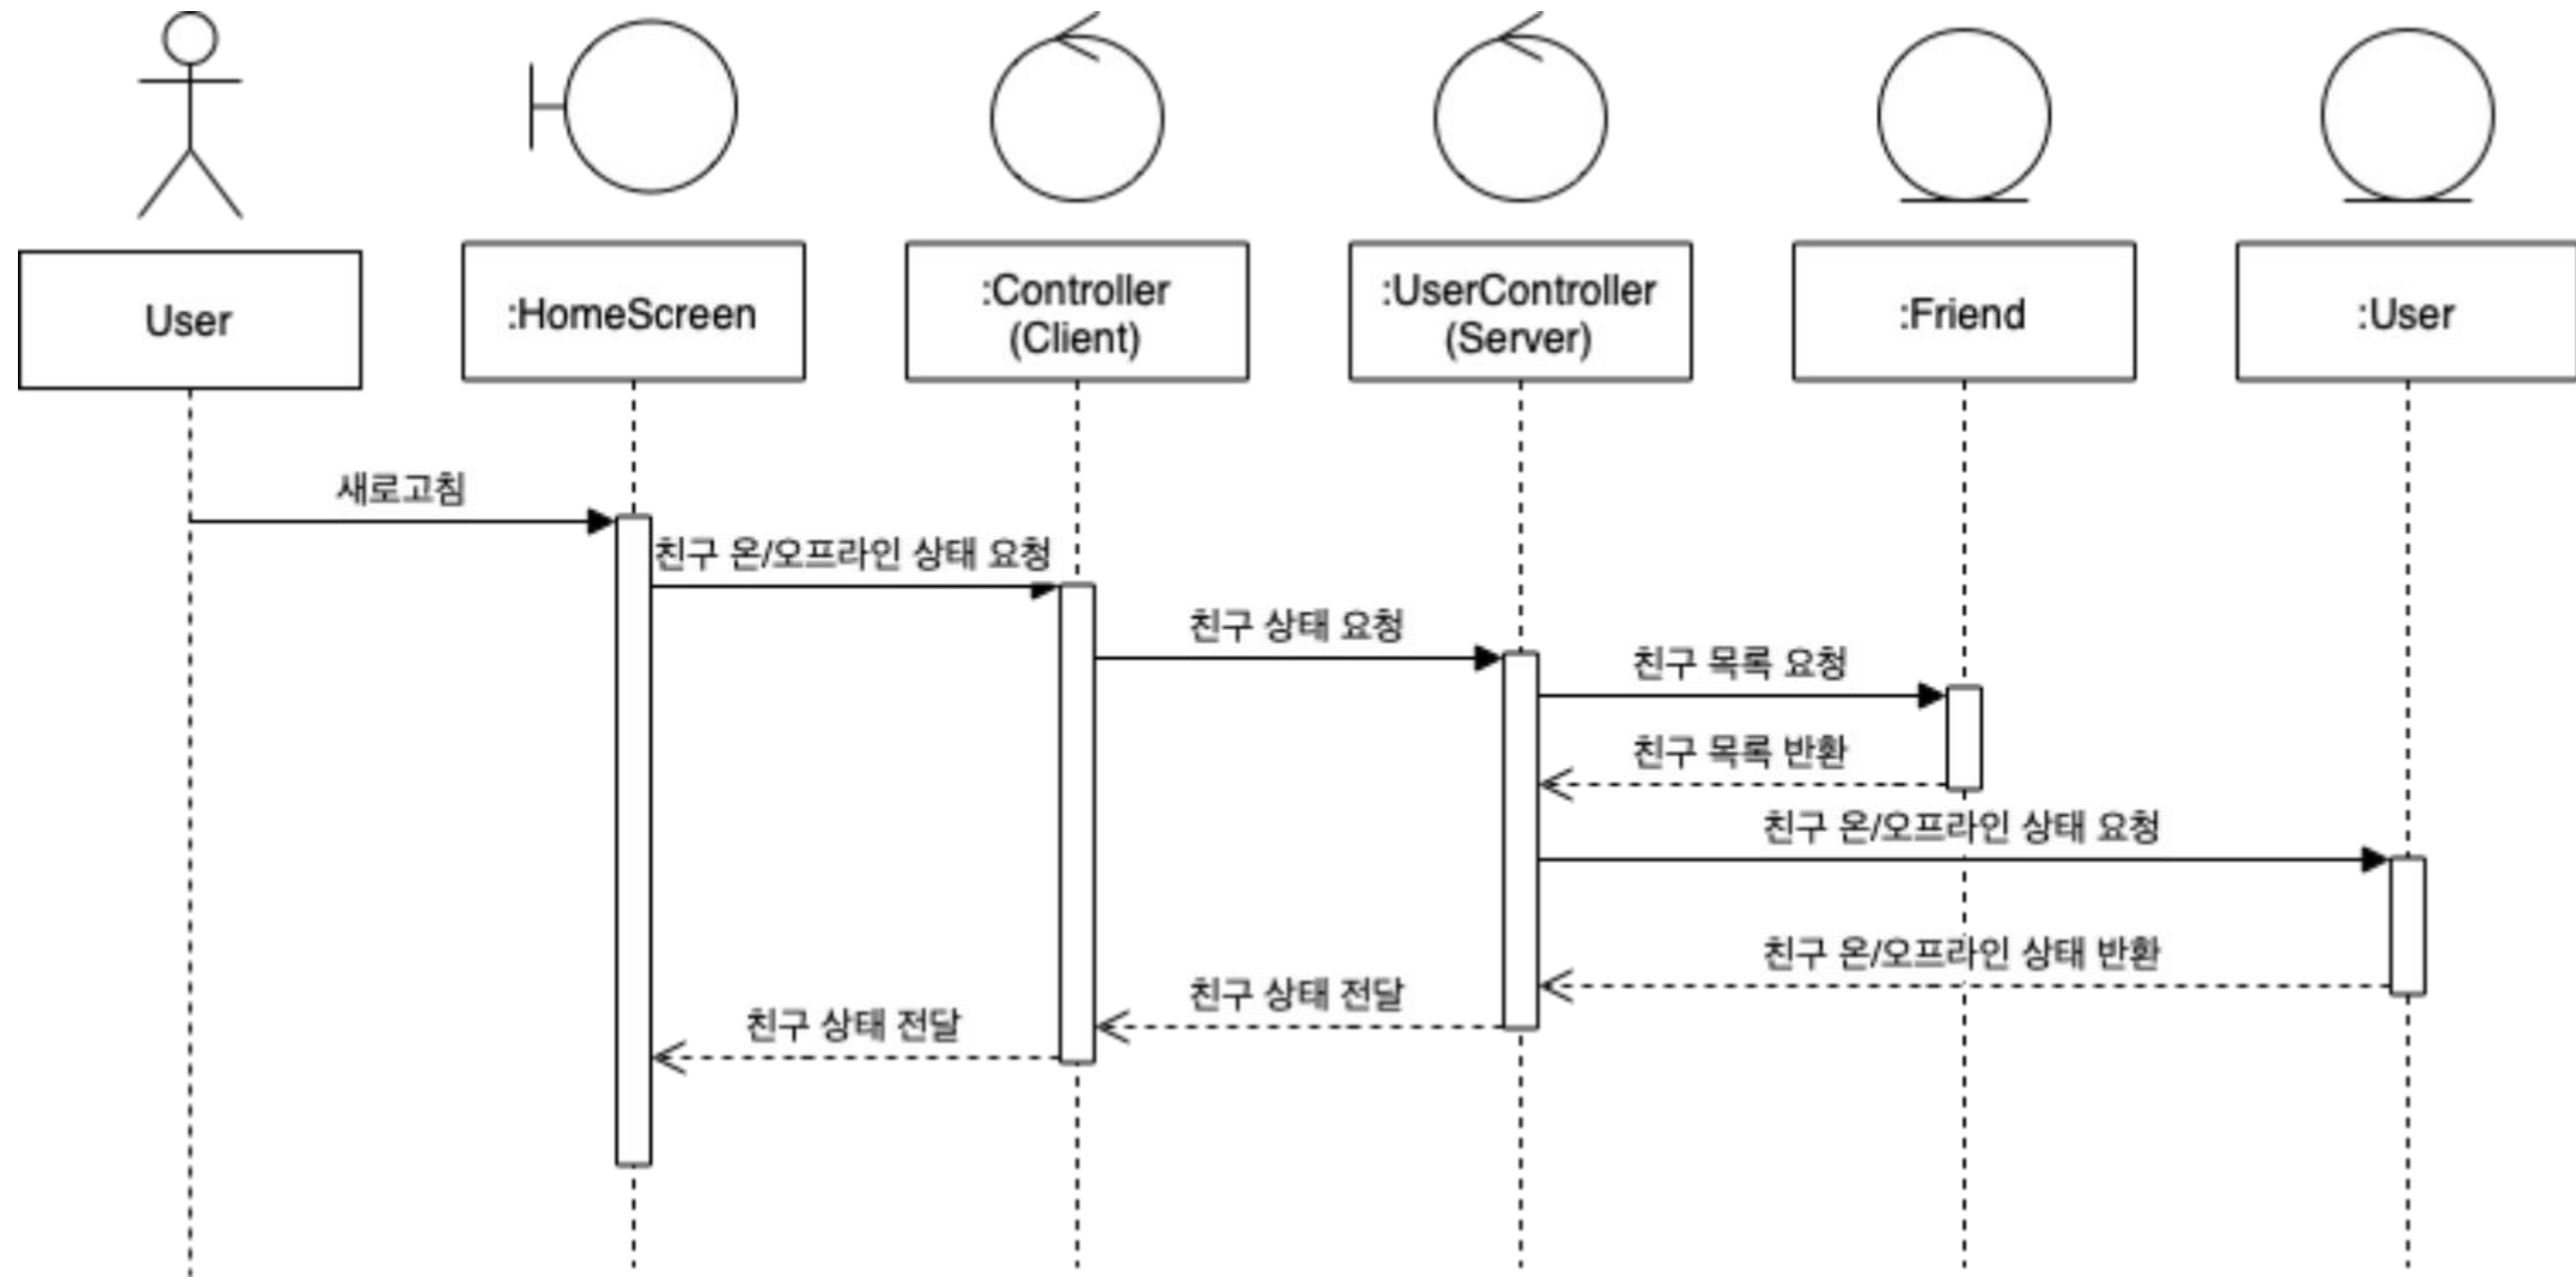 User
:HomeScreen
:Controller
(Client)
:UserController
(Server)
:Friend
:User
새로고침
친구 온/오프라인 상태 요청
친구 상태 요청
친구 목록 요청
친구 목록 반환
친구 온/오프라인 상태 요청
친구 온/오프라인 상태 반환
친구 상태 전달
친구 상태 전달